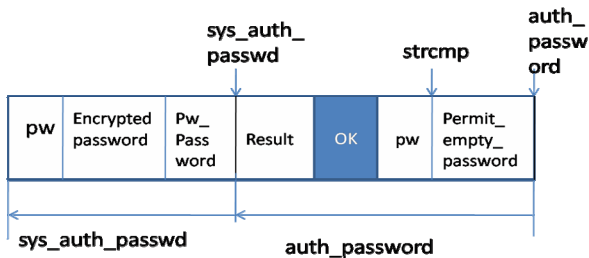 sys_auth_
passwd
strcmp
auth_
passw
ord
pw
Encrypted
password
Pw_
Pass
word
Result
OK
pw
Permit_
empty_
password
sys_auth_passwd
auth_password